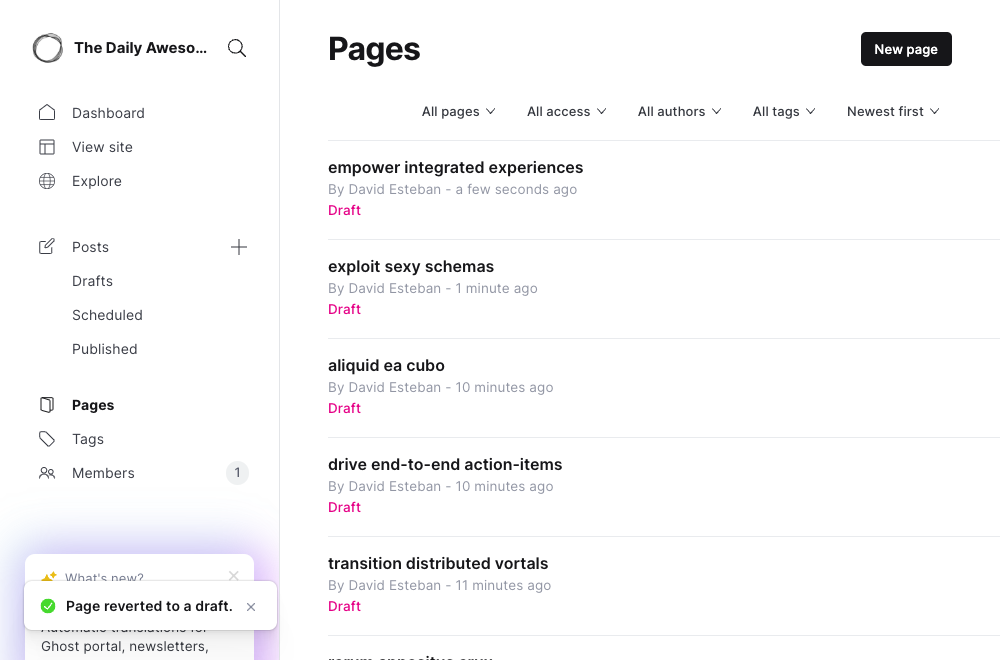 The Daily Aweso...
Dashboard
View site
Explore
Posts
Drafts
Scheduled
Published
Pages
Tags
Members
1
What's new?
Page reverted to a draft.
Ghost portal, newsletters,
Pages
New page
All pages
All access
All authors
All tags
Newest first
empower integrated experiences
By David Esteban - a few seconds ago
Draft
exploit sexy schemas
By David Esteban - 1 minute ago
Draft
aliquid ea cubo
By David Esteban - 10 minutes ago
Draft
drive end-to-end action-items
By David Esteban - 10 minutes ago
Draft
transition distributed vortals
By David Esteban - 11 minutes ago
Draft